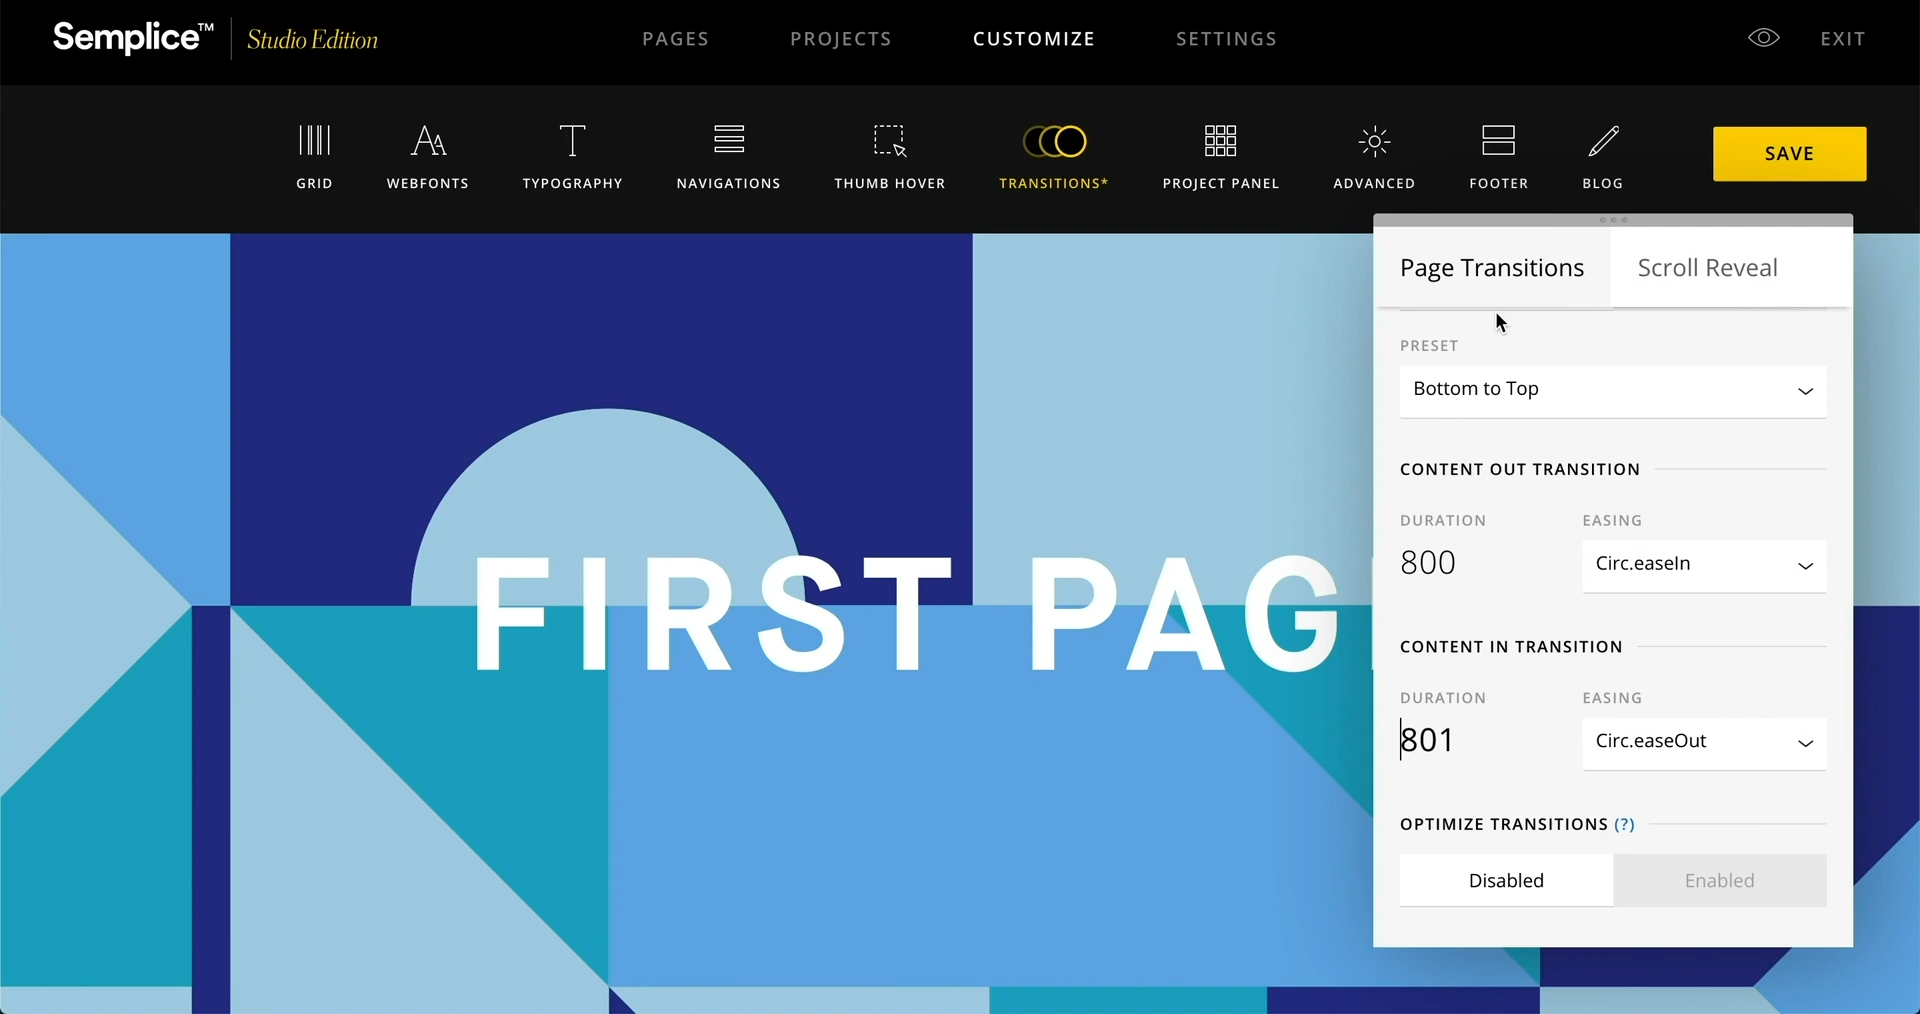 Semplice™ Studio Edition PAGES PROJECTS CUSTOMIZE SETTINGS EXIT
GRID WEBFONTS TYPOGRAPHY NAVIGATIONS THUMB HOVER TRANSITIONS* PROJECT PANEL ADVANCED FOOTER BLOG SAVE
Page Transitions Scroll Reveal
PRESET
Bottom to Top
CONTENT OUT TRANSITION
DURATION EASING
800 Circ.easeIn
FIRST PAG
CONTENT IN TRANSITION
DURATION EASING
801 Circ.easeOut
OPTIMIZE TRANSITIONS (?)
Disabled Enabled